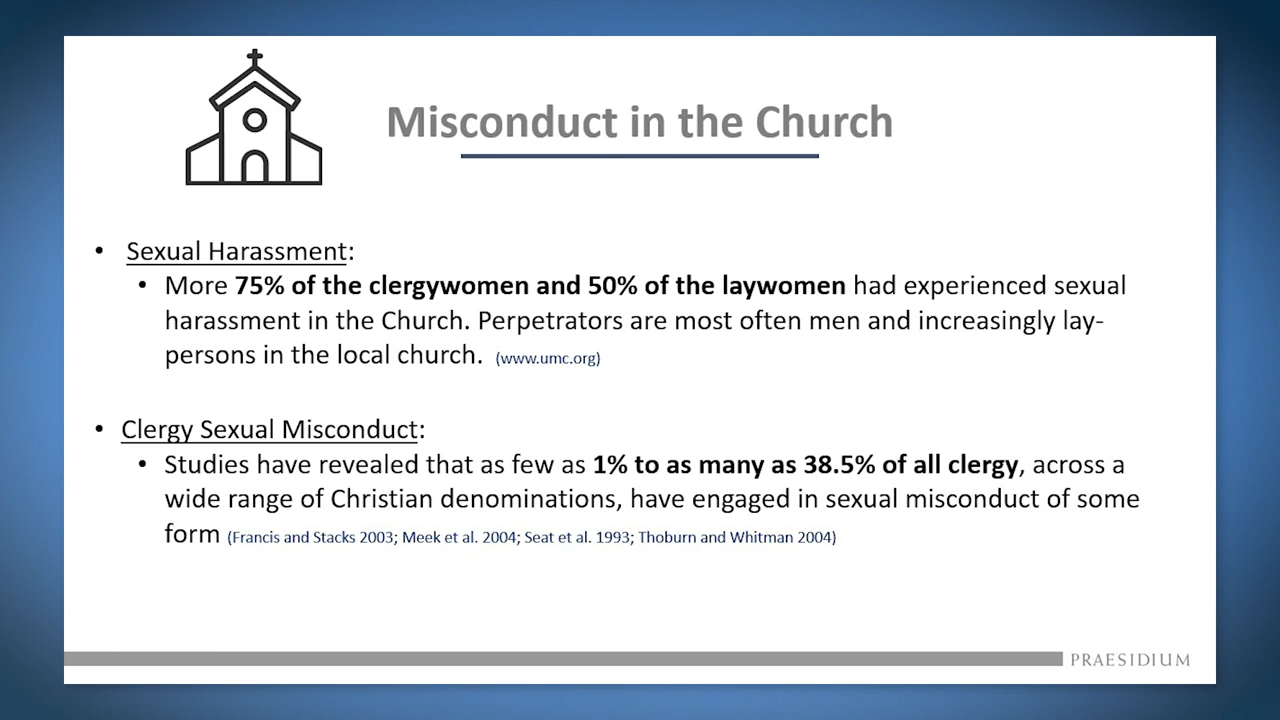 Misconduct in the Church
• Sexual Harassment:
• More 75% of the clergywomen and 50% of the laywomen had experienced sexual
harassment in the Church. Perpetrators are most often men and increasingly lay-
persons in the local church. (www.umc.org)
• Clergy Sexual Misconduct:
• Studies have revealed that as few as 1% to as many as 38.5% of all clergy, across a
wide range of Christian denominations, have engaged in sexual misconduct of some
form (Francis and Stacks 2003; Meek et al. 2004; Seat et al. 1993; Thoburn and Whitman 2004)
PRAESIDIUM